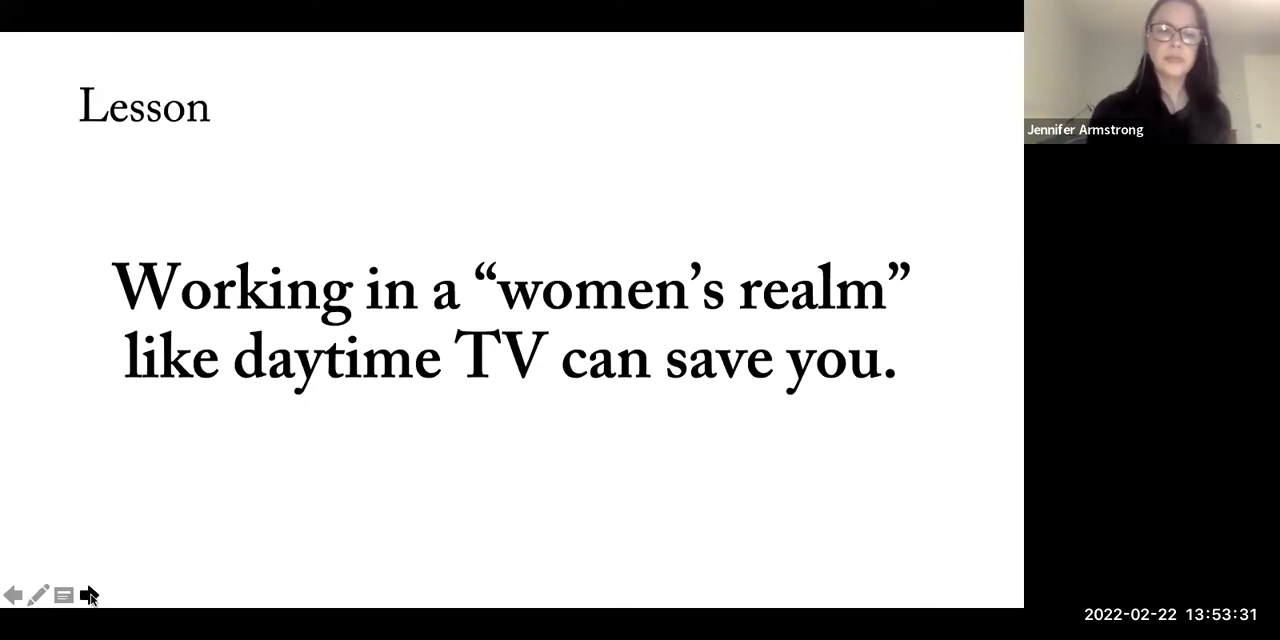 Lesson
Working in a “women’s realm”
like daytime TV can save you.
Jennifer Armstrong
2022-02-22 13:53:31